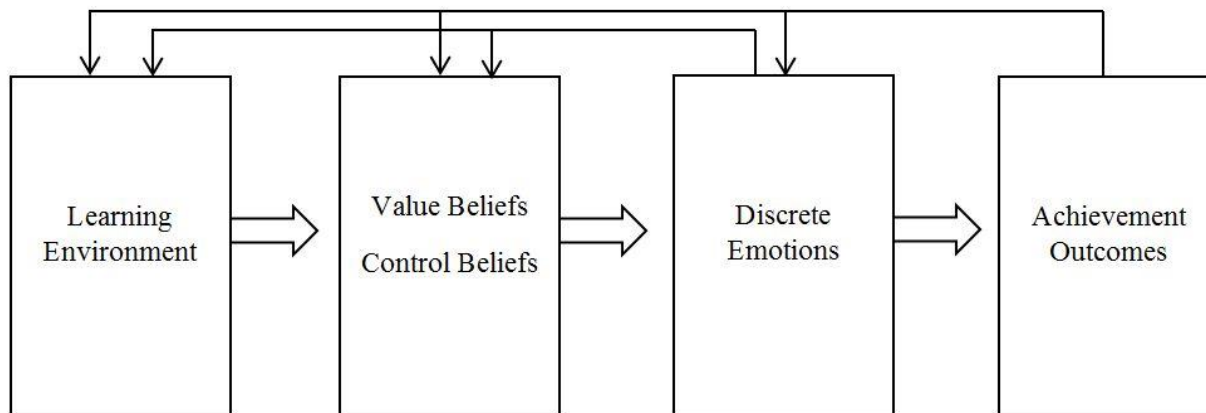 Learning
Environment
Value Beliefs
Control Beliefs
Discrete
Emotions
Achievement
Outcomes